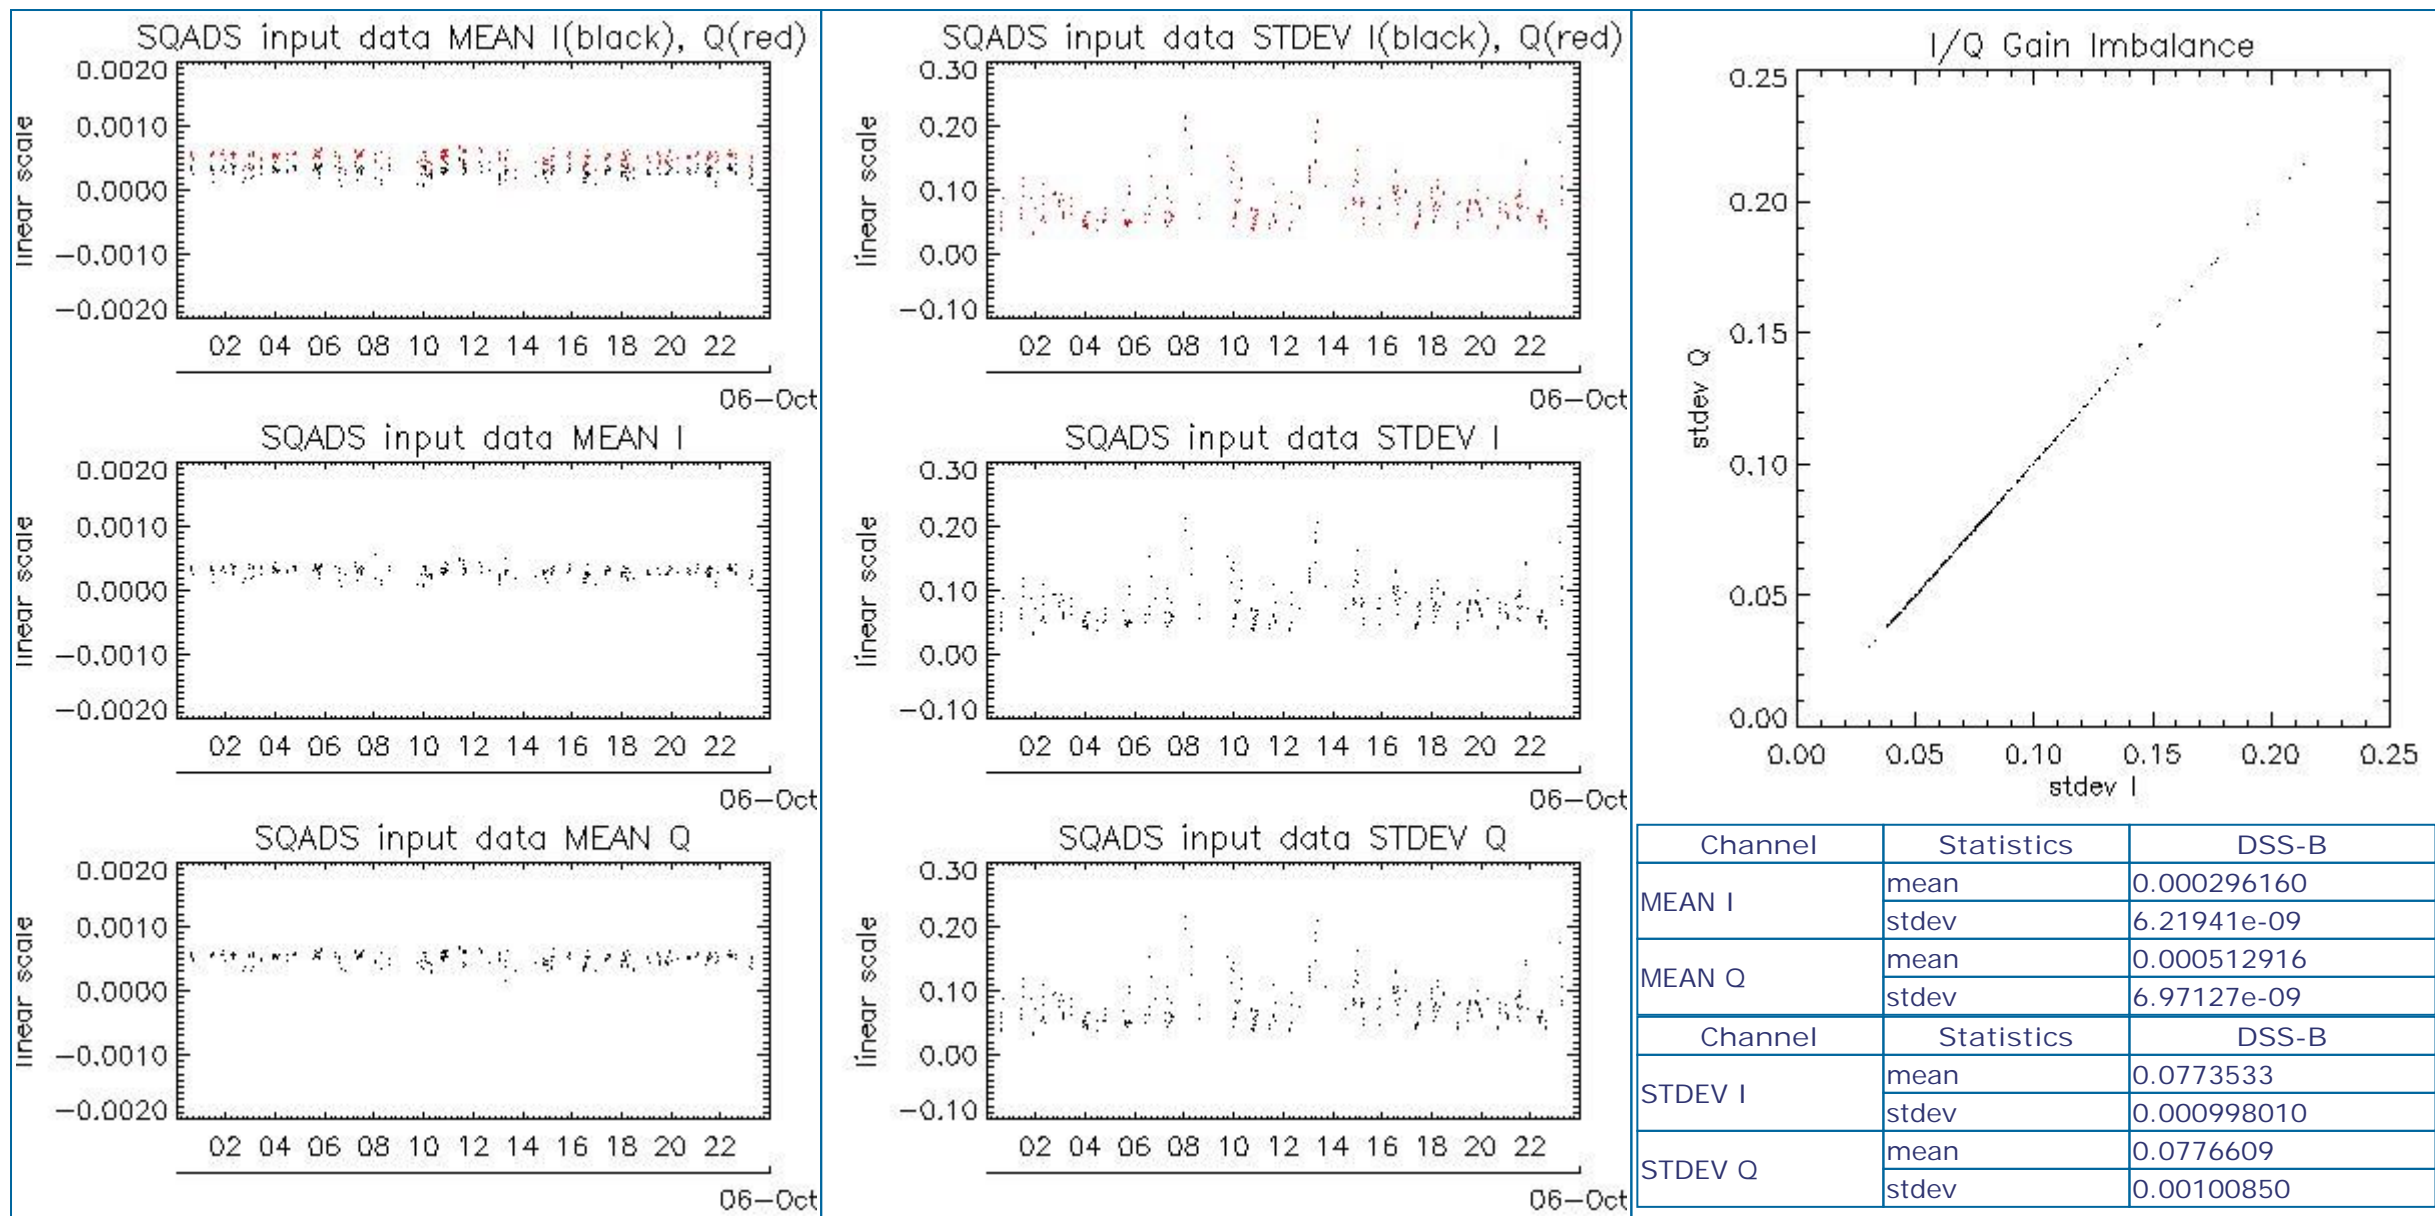 SQADS input data MEAN I(black), Q(red)
0.0020
0.0010
0.0000
−0.0010
−0.0020
linear scale
02 04 06 08 10 12 14 16 18 20 22
06−Oct
SQADS input data MEAN I
0.0020
0.0010
0.0000
−0.0010
−0.0020
linear scale
02 04 06 08 10 12 14 16 18 20 22
06−Oct
SQADS input data MEAN Q
0.0020
0.0010
0.0000
−0.0010
−0.0020
linear scale
02 04 06 08 10 12 14 16 18 20 22
06−Oct
SQADS input data STDEV I(black), Q(red)
0.30
0.20
0.10
0.00
−0.10
linear scale
02 04 06 08 10 12 14 16 18 20 22
06−Oct
SQADS input data STDEV I
0.30
0.20
0.10
0.00
−0.10
linear scale
02 04 06 08 10 12 14 16 18 20 22
06−Oct
SQADS input data STDEV Q
0.30
0.20
0.10
0.00
−0.10
linear scale
02 04 06 08 10 12 14 16 18 20 22
06−Oct
I/Q Gain Imbalance
0.25
0.20
0.15
0.10
0.05
0.00
stdev Q
0.00 0.05 0.10 0.15 0.20 0.25
stdev I
Channel Statistics DSS-B
MEAN I mean 0.000296160
stdev 6.21941e-09
MEAN Q mean 0.000512916
stdev 6.97127e-09
Channel Statistics DSS-B
STDEV I mean 0.0773533
stdev 0.000998010
STDEV Q mean 0.0776609
stdev 0.00100850